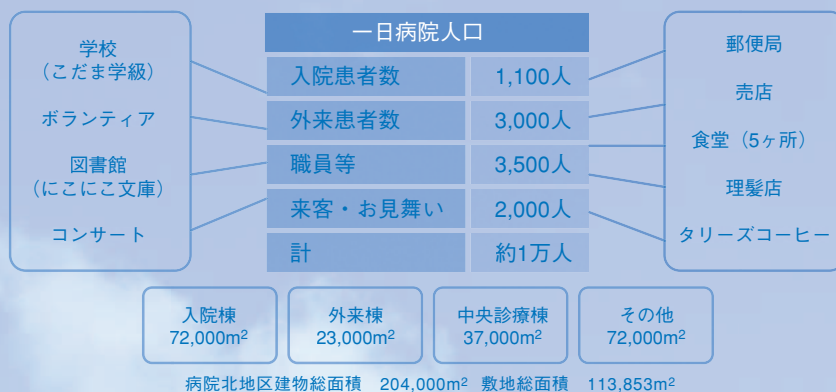 一日病院人口
学校
(こだま学級)
ボランティア
図書館
(にこにこ文庫)
コンサート
入院患者数 1,100人
外来患者数 3,000人
職員等 3,500人
来客・お見舞い 2,000人
計 約1万人
郵便局
売店
食堂(5ヶ所)
理髪店
タリーズコーヒー
入院棟
72,000m²
外来棟
23,000m²
中央診療棟
37,000m²
その他
72,000m²
病院北地区建物総面積 204,000m² 敷地総面積 113,853m²